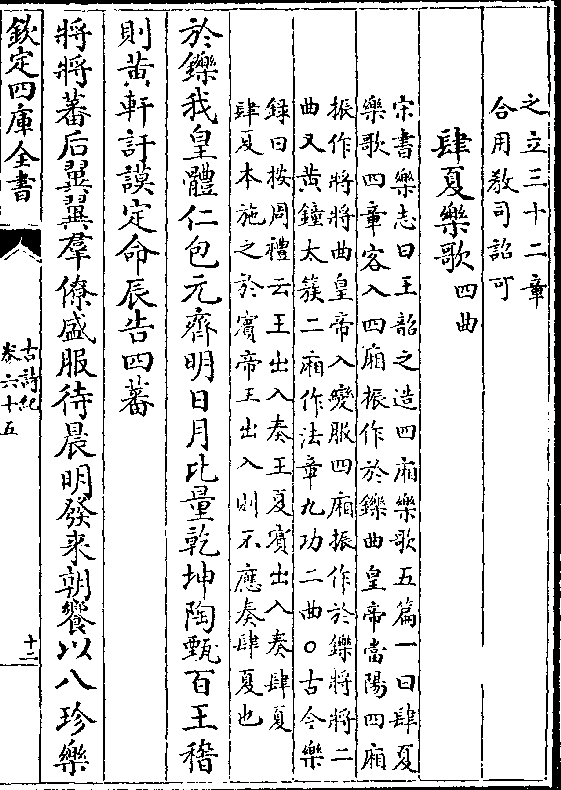 之立三十二章
合用教司詔可
肆夏樂歌四曲
宋書樂志曰王韶之造四廂樂歌五篇一曰肆夏
樂歌四章客入四廂振作於鑠曲皇帝當陽四廂
振作將將曲皇帝入變服四廂振作於鑠將將二
曲又黄鐘太簇二廂作法章九功二曲○古今樂
録曰按周禮云王出入奏王夏賓出入奏肆夏
肆夏本施之於賓帝王出入則不應奏肆夏也
於鑠我皇體仁包元齊明日月比量乾坤陶甄百王稽
則黄軒訏謨定命辰告四蕃
將將蕃后翼翼羣僚盛服待晨明發来朝饗以八珍樂
欽定四庫全書
古詩紀
卷六十五
十二